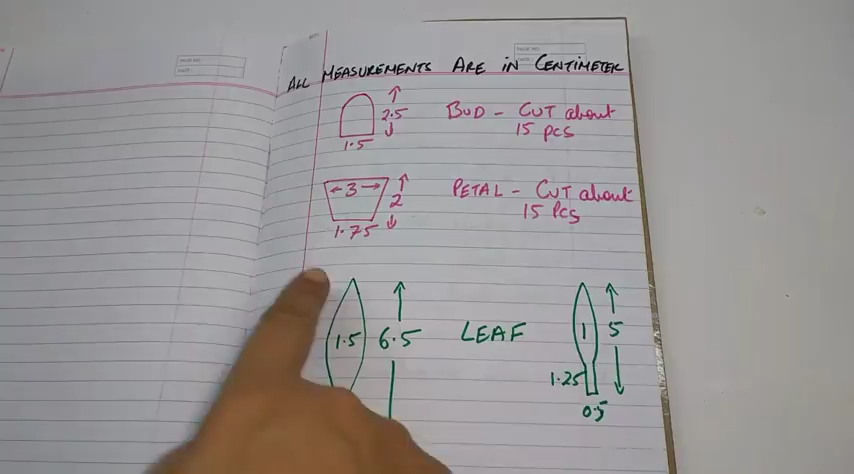 ALL MEASUREMENTS ARE IN CENTIMETER
2.5
1.5
BUD - CUT about
15 pcs
3
2
1.75
PETAL - CUT about
15 Pcs
1.5
6.5
LEAF
1
5
1.25
0.5